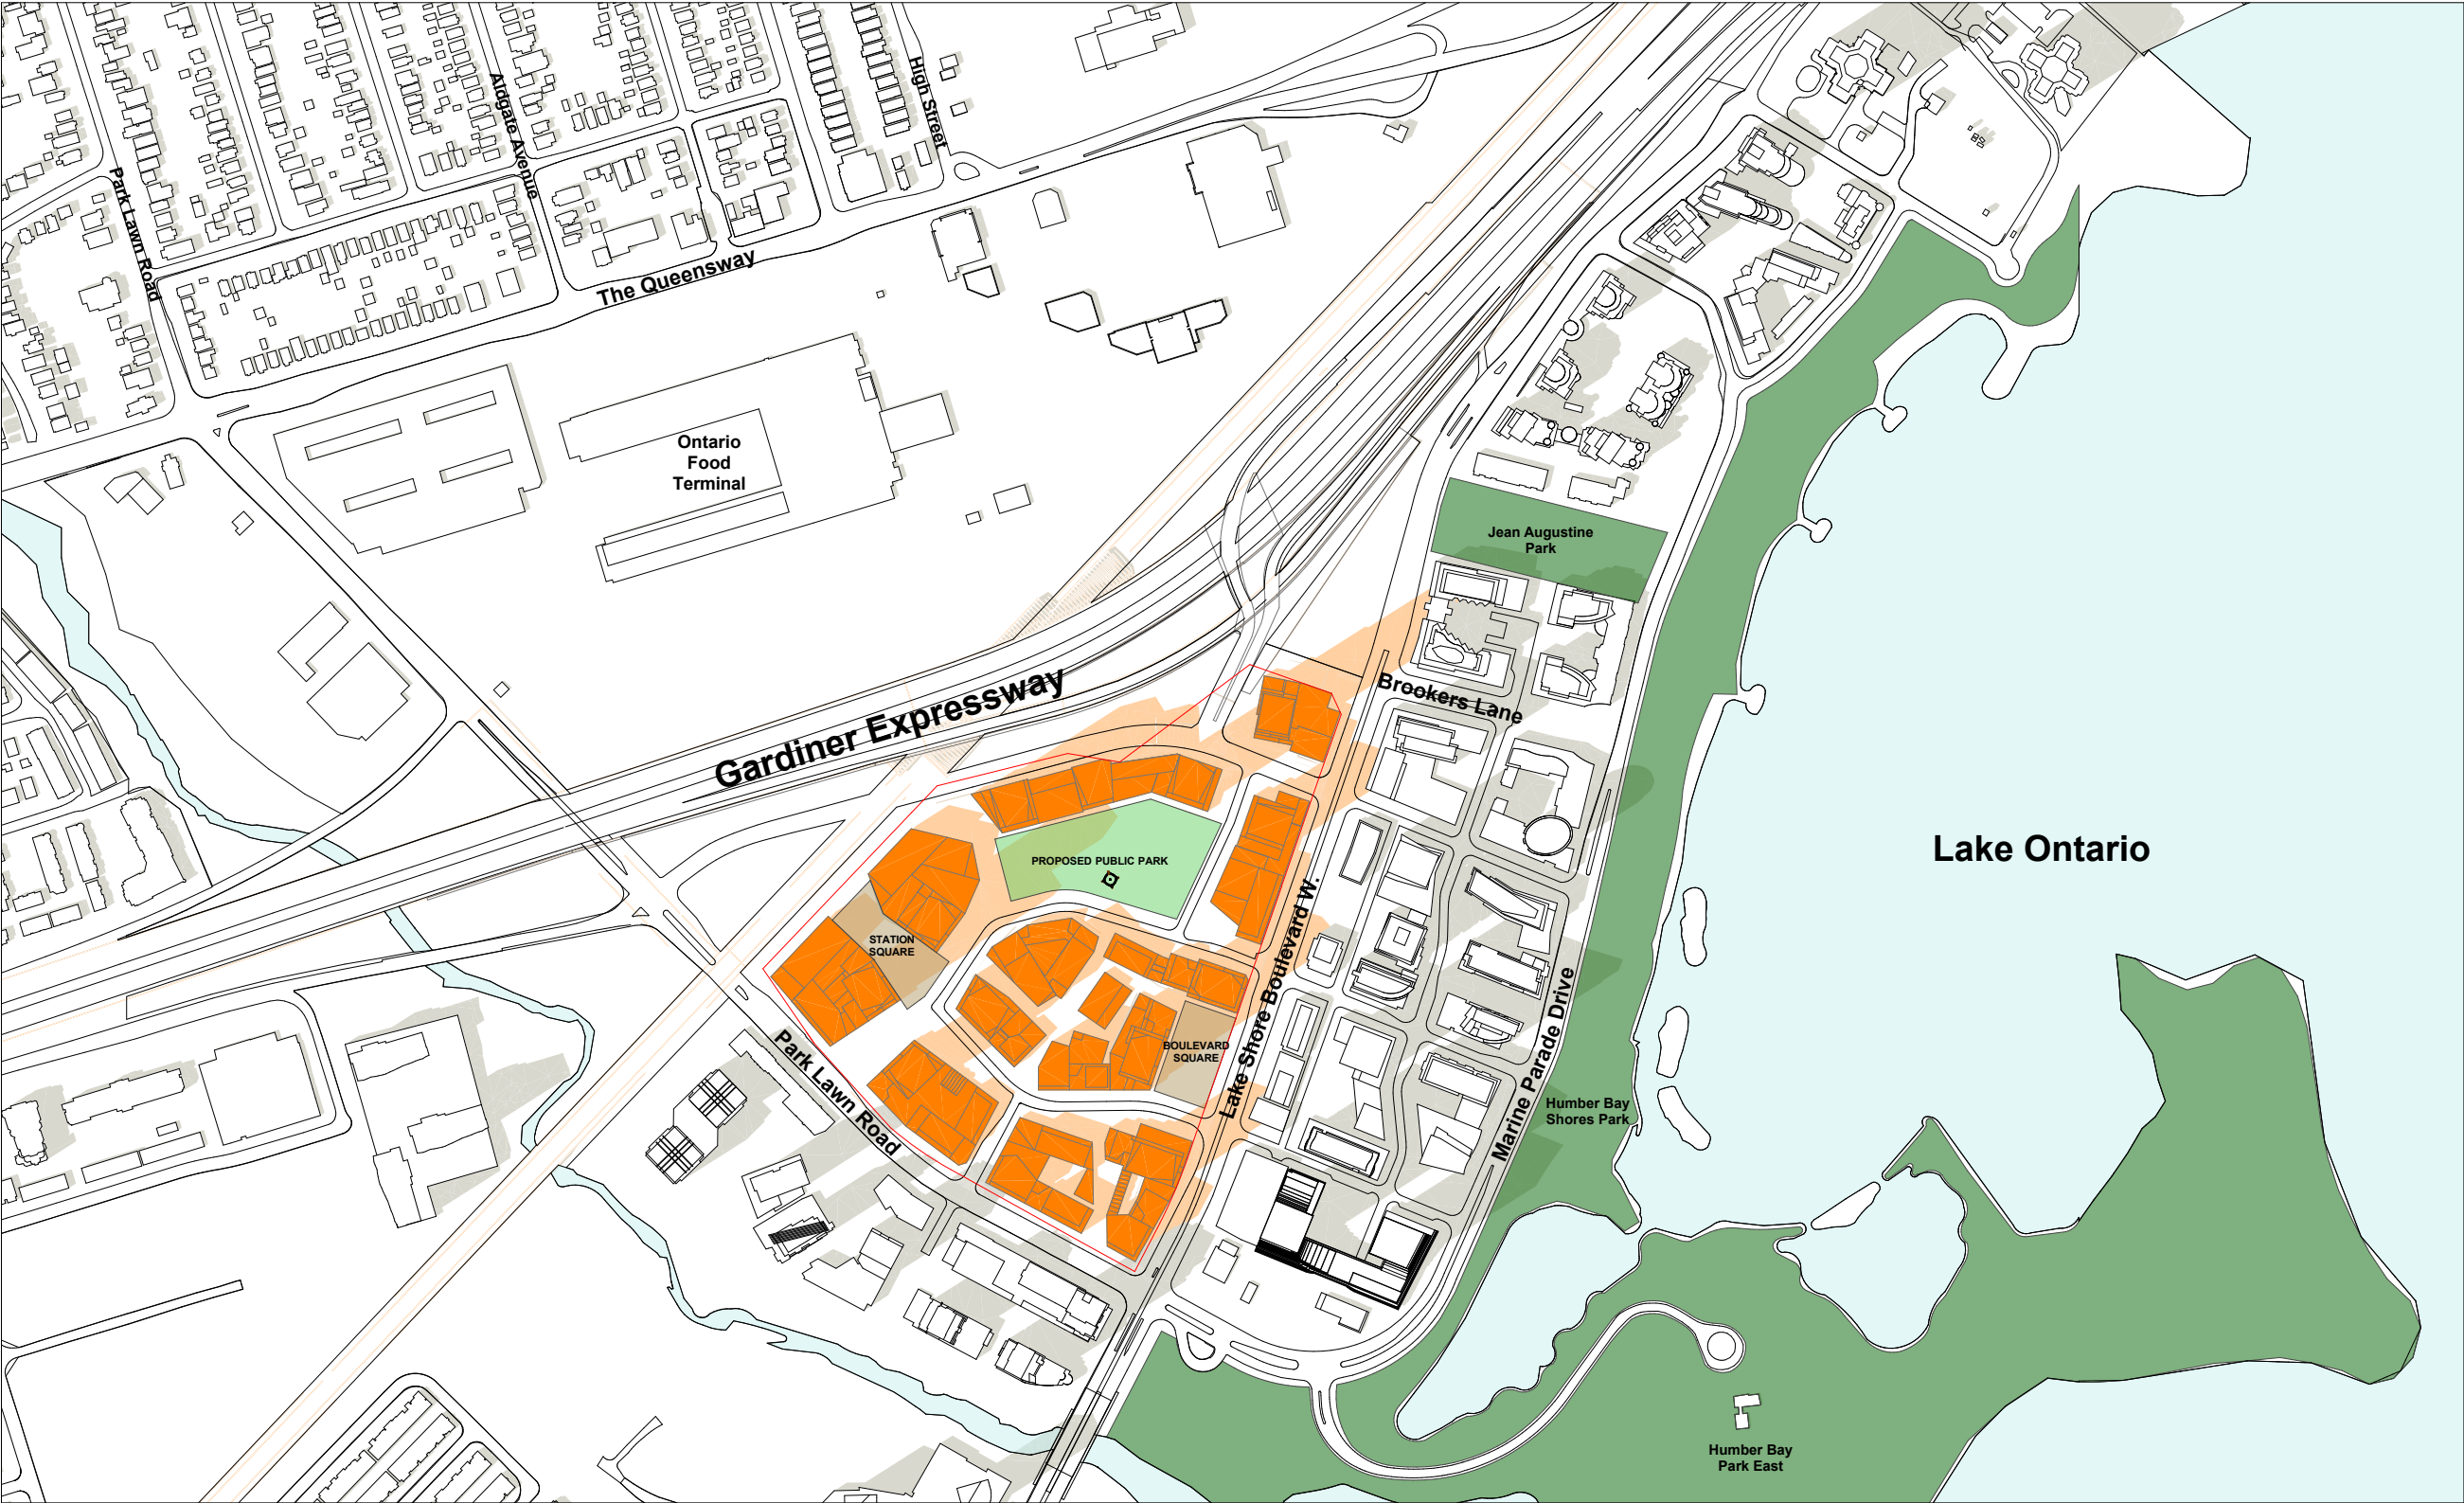 High Street
Aldgate Avenue
Park Lawn Road
The Queensway
Ontario
Food
Terminal
Jean Augustine
Park
Gardiner Expressway
Brookers Lane
PROPOSED PUBLIC PARK
Lake Ontario
STATION
SQUARE
Lake Shore Boulevard W.
BOULEVARD
SQUARE
Park Lawn Road
Marine Parade Drive
Humber Bay
Shores Park
Humber Bay
Park East